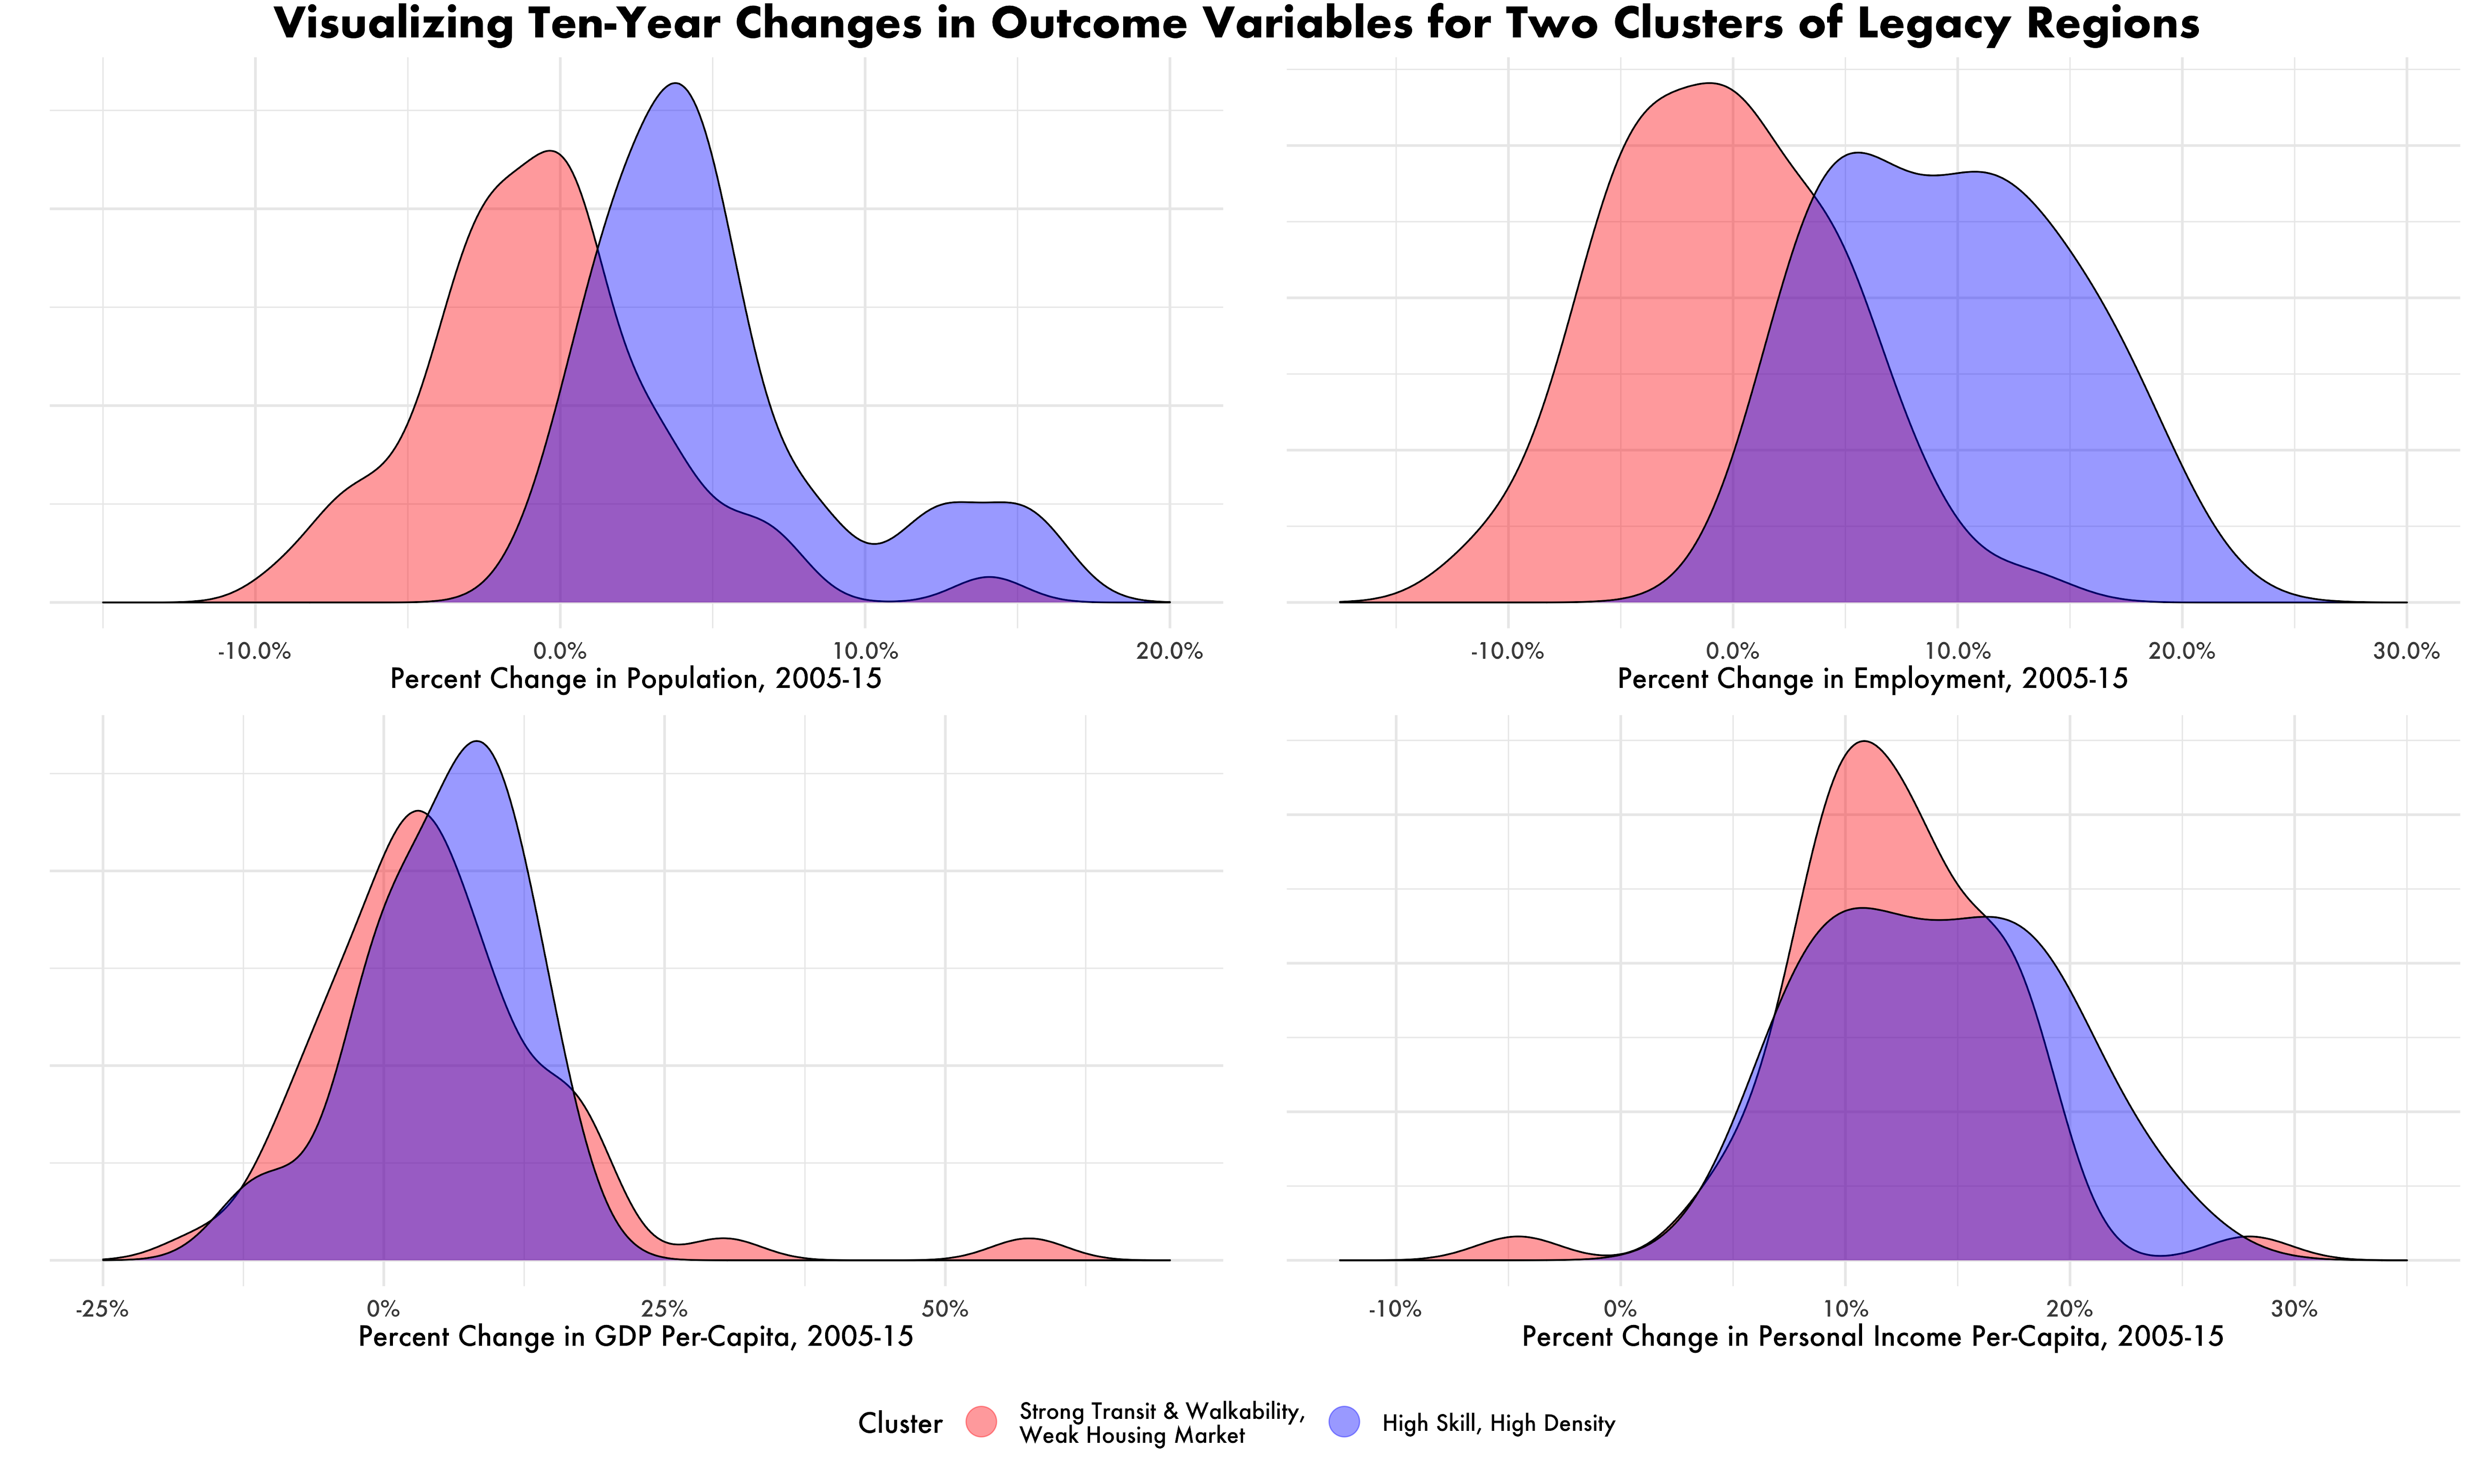 Visualizing Ten-Year Changes in Outcome Variables for Two Clusters of Legacy Regions
-10.0% 0.0% 10.0% 20.0%
Percent Change in Population, 2005-15
-10.0% 0.0% 10.0% 20.0% 30.0%
Percent Change in Employment, 2005-15
-25% 0% 25% 50%
Percent Change in GDP Per-Capita, 2005-15
-10% 0% 10% 20% 30%
Percent Change in Personal Income Per-Capita, 2005-15
Cluster
Strong Transit & Walkability,
Weak Housing Market
High Skill, High Density